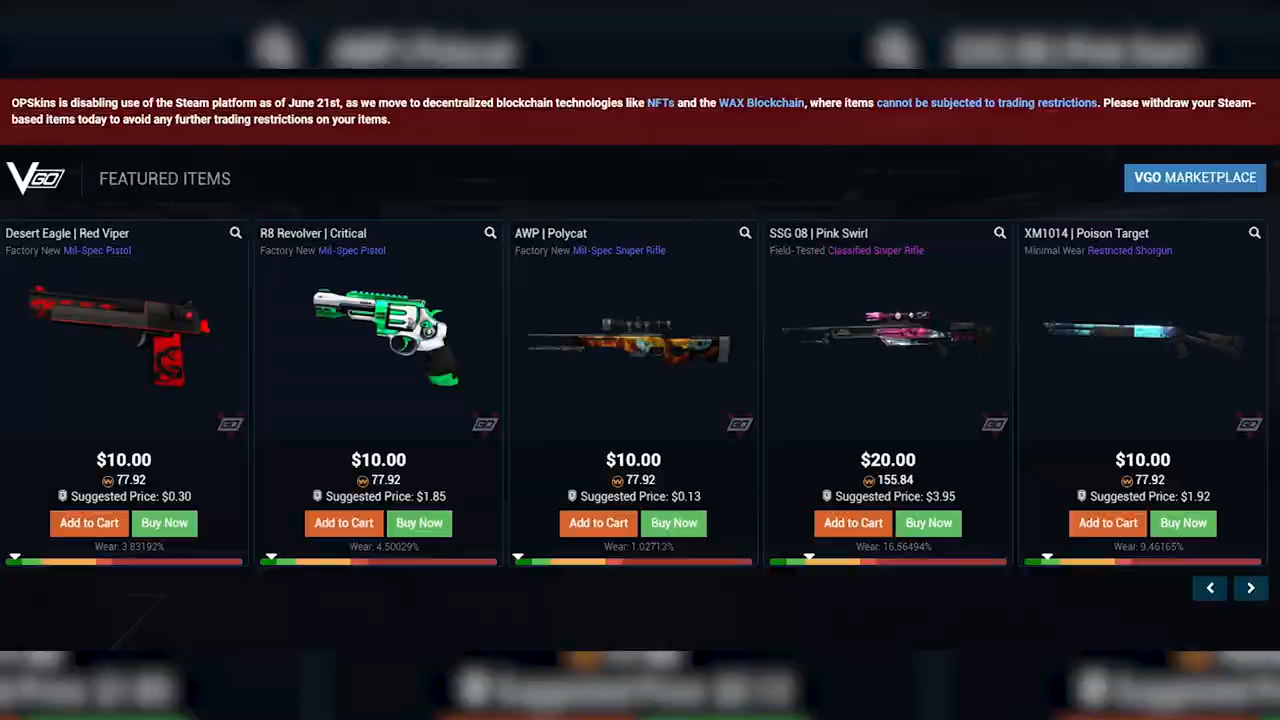 OPSkins is disabling use of the Steam platform as of June 21st, as we move to decentralized blockchain technologies like NFTs and the WAX Blockchain, where items cannot be subjected to trading restrictions. Please withdraw your Steam-
based items today to avoid any further trading restrictions on your items.
VGO FEATURED ITEMS
VGO MARKETPLACE
Desert Eagle | Red Viper
Factory New Mil-Spec Pistol
$10.00
77.92
Suggested Price: $0.30
Add to Cart Buy Now
Wear: 3.83192%
R8 Revolver | Critical
Factory New Mil-Spec Pistol
$10.00
77.92
Suggested Price: $1.85
Add to Cart Buy Now
Wear: 4.50029%
AWP | Polycat
Factory New Mil-Spec Sniper Rifle
$10.00
77.92
Suggested Price: $0.13
Add to Cart Buy Now
Wear: 1.02713%
SSG 08 | Pink Swirl
Field-Tested Classified Sniper Rifle
$20.00
155.84
Suggested Price: $3.95
Add to Cart Buy Now
Wear: 16.56494%
XM1014 | Poison Target
Minimal Wear Restricted Shotgun
$10.00
77.92
Suggested Price: $1.92
Add to Cart Buy Now
Wear: 9.46165%